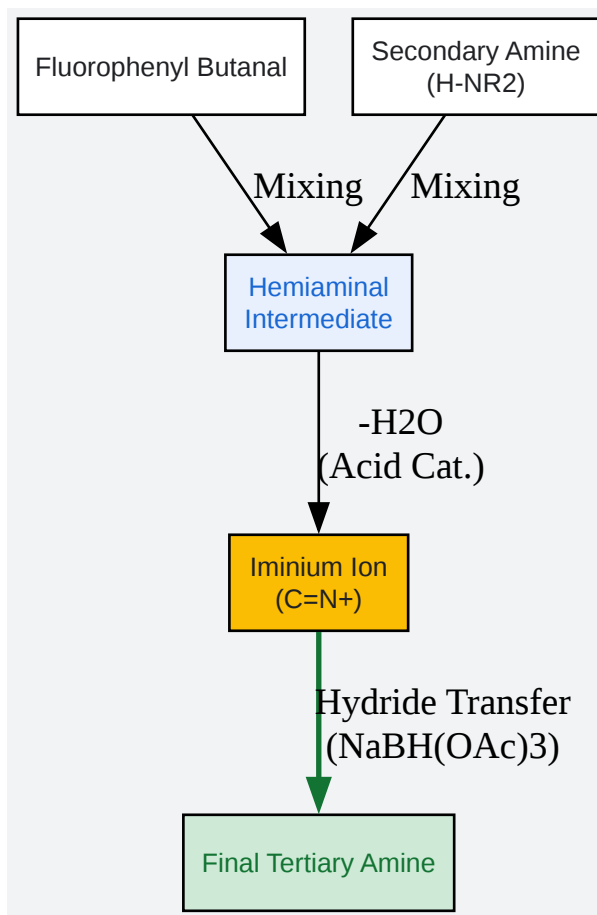 Fluorophenyl Butanal
Secondary Amine
(H-NR2)
Mixing
Mixing
Hemiaminal
Intermediate
-H2O
(Acid Cat.)
Iminium Ion
(C=N+)
Hydride Transfer
(NaBH(OAc)3)
Final Tertiary Amine